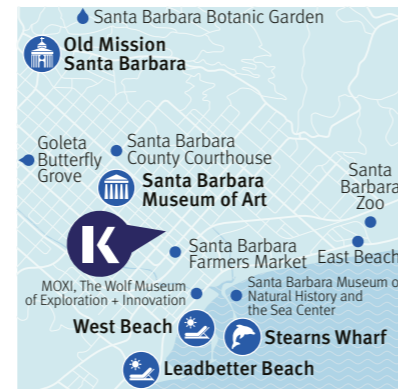 Santa Barbara Botanic Garden
Old Mission
Santa Barbara
Goleta
Butterfly
Grove
Santa Barbara
County Courthouse
Santa Barbara
Museum of Art
Santa
Barbara
Zoo
K
Santa Barbara
Farmers Market
East Beach
MOXI, The Wolf Museum
of Exploration + Innovation
Santa Barbara Museum o
Natural History and
the Sea Center
West Beach
Stearns Wharf
Leadbetter Beach